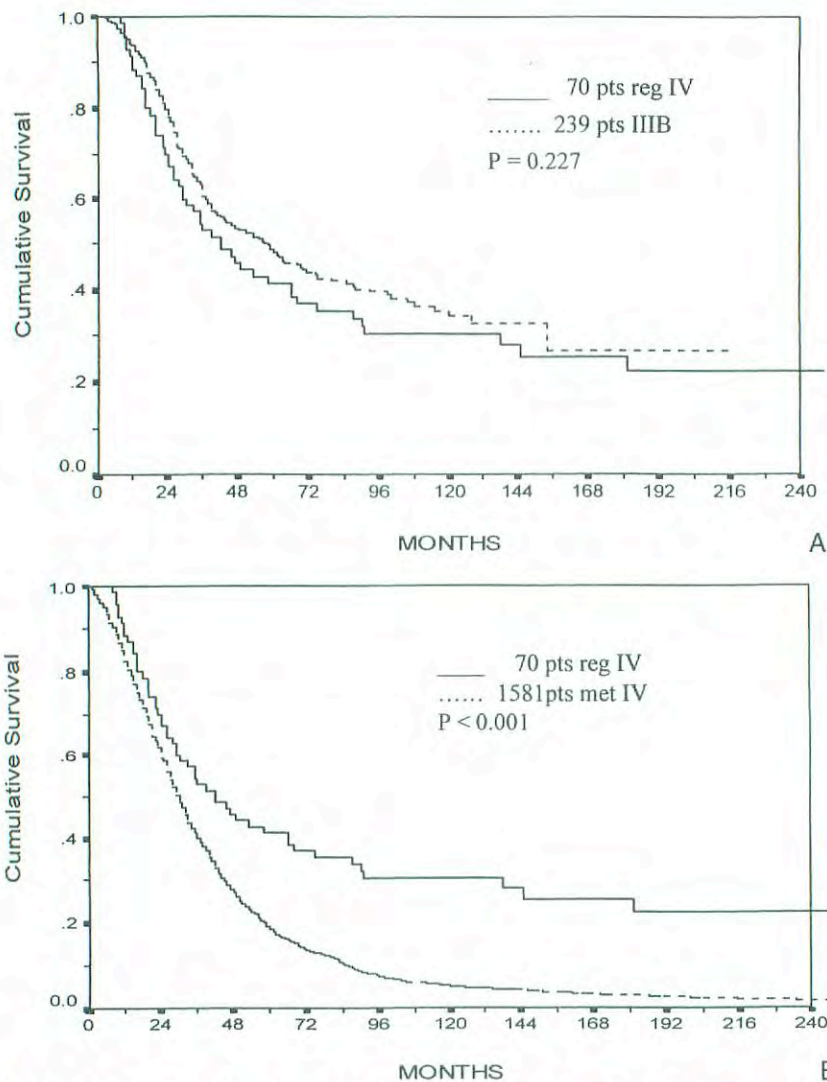 1.0
.8
.6
.4
.2
0.0
Cumulative Survival
70 pts reg IV
239 pts IIIB
P = 0.227
0 24 48 72 96 120 144 168 192 216 240
MONTHS
A
1.0
.8
.6
.4
.2
0.0
Cumulative Survival
70 pts reg IV
1581pts met IV
P < 0.001
0 24 48 72 96 120 144 168 192 216 240
MONTHS